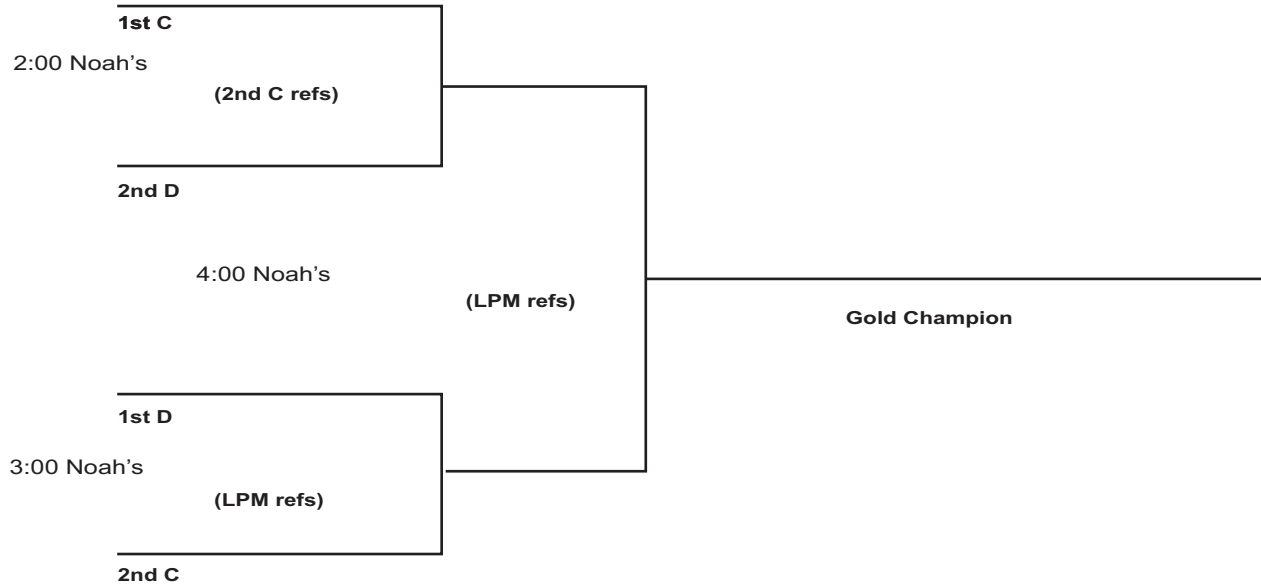 1st C
2:00 Noah’s
(2nd C refs)
2nd D
4:00 Noah’s
(LPM refs)
Gold Champion
1st D
3:00 Noah’s
(LPM refs)
2nd C